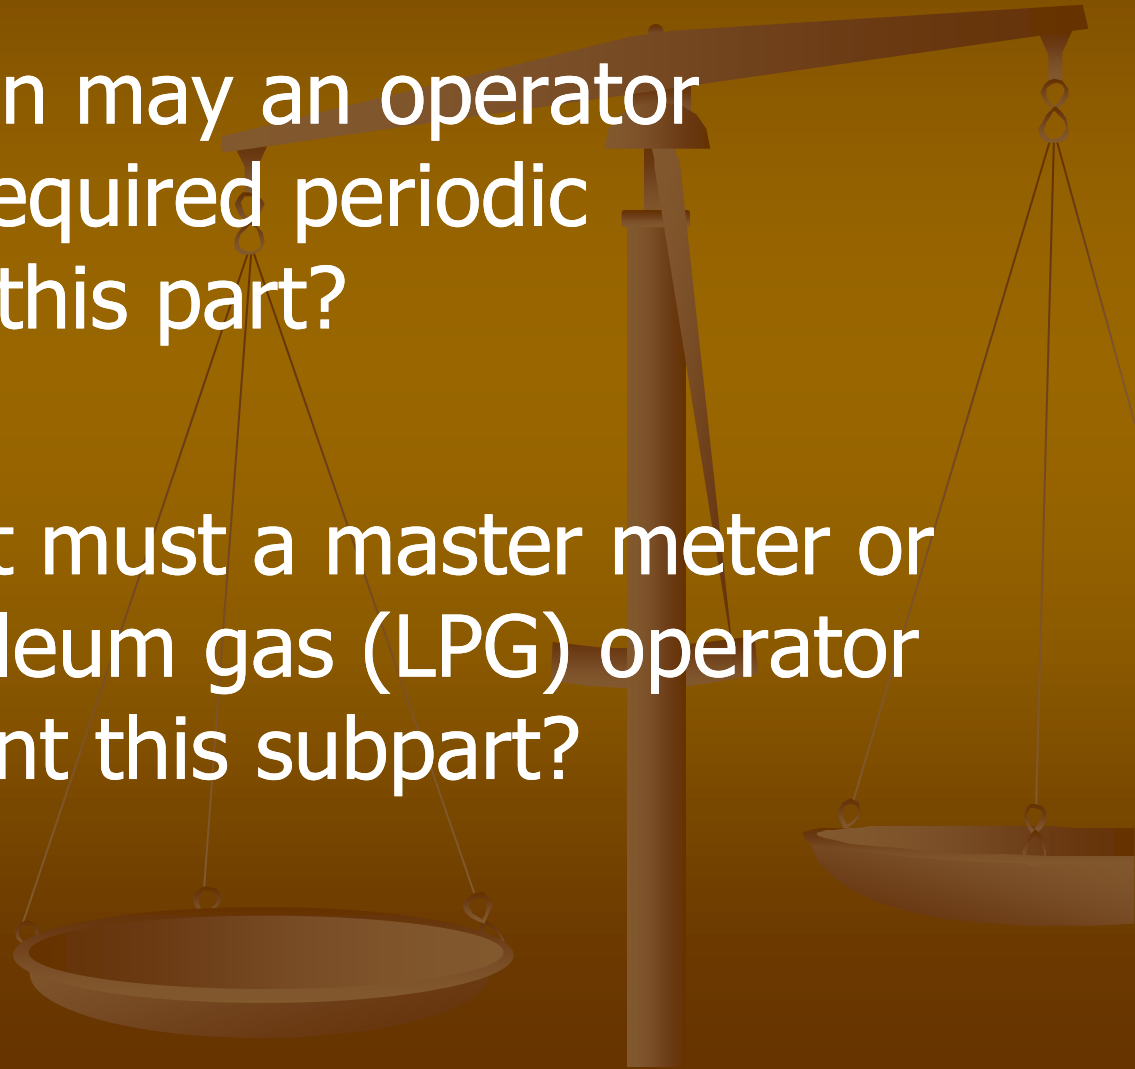 n may an operator
equired periodic
this part?
t must a master meter or
leum gas (LPG) operator
nt this subpart?